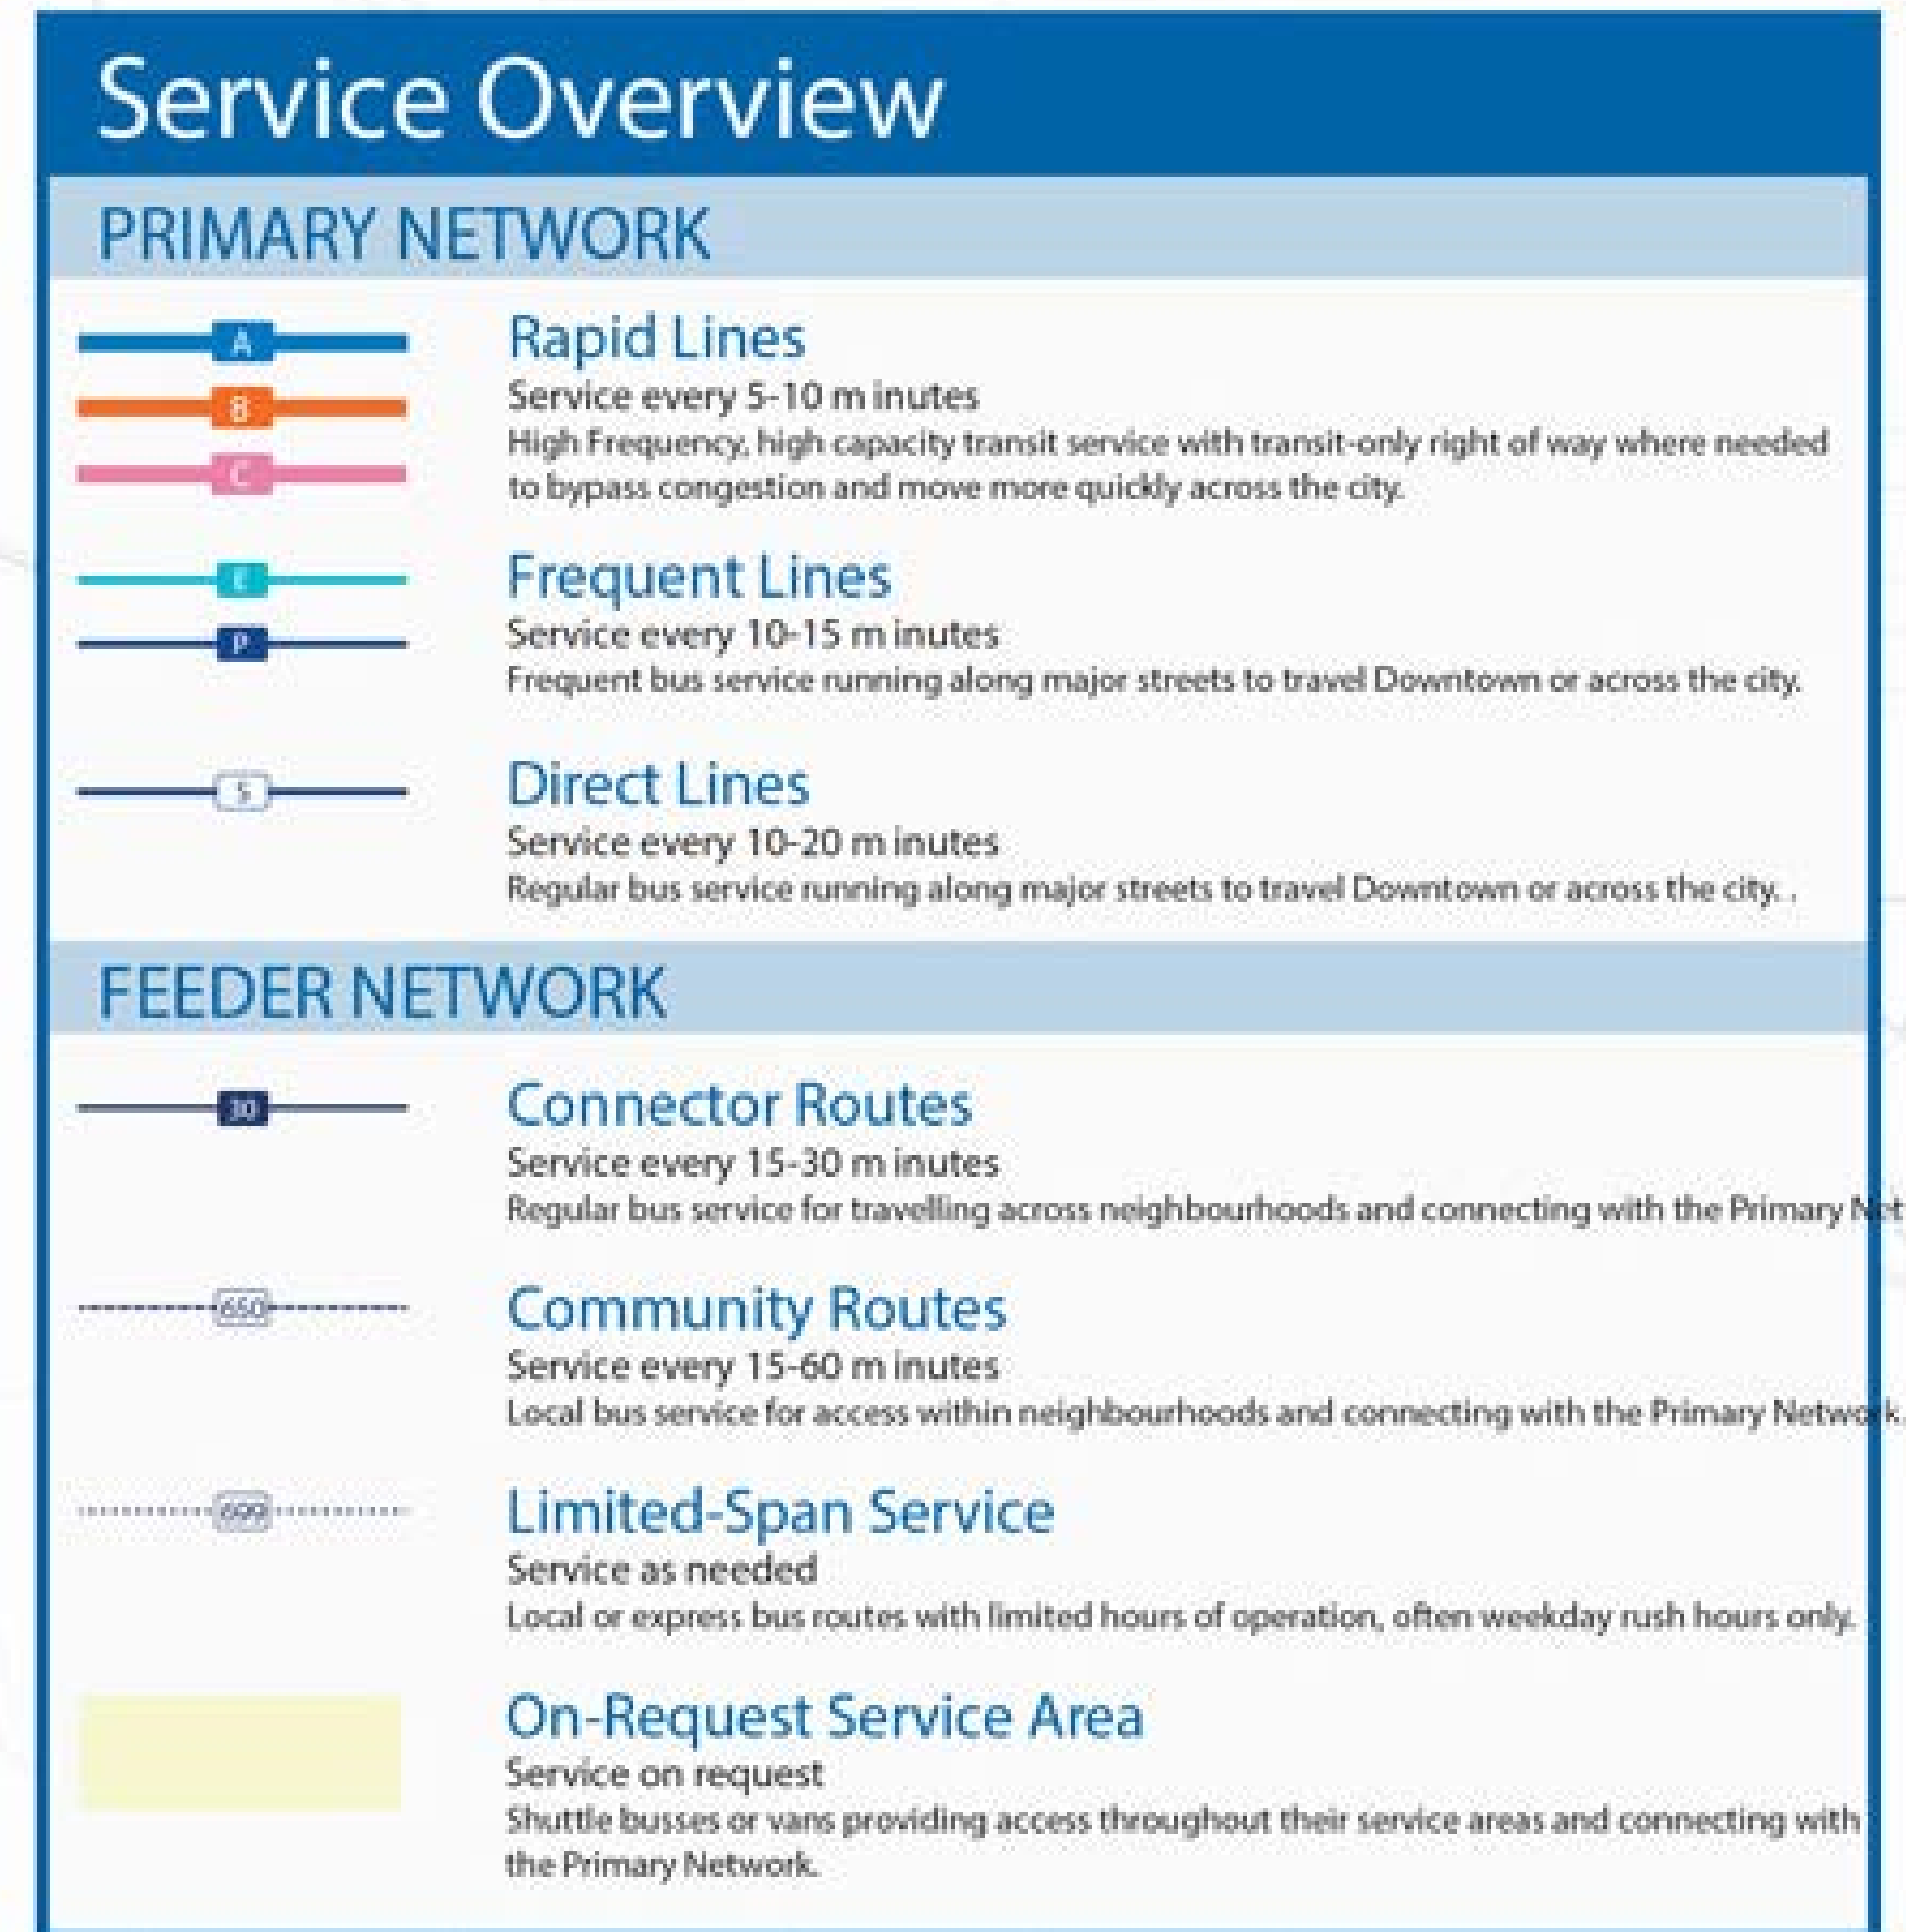 Service Overview
PRIMARY NETWORK
A
Rapid Lines
B
Service every 5-10 m inutes
C
High Frequency, high capacity transit service with transit-only right of way where needed
to bypass congestion and move more quickly across the city.
E
Frequent Lines
P
Service every 10-15 m inutes
Frequent bus service running along major streets to travel Downtown or across the city.
5
Direct Lines
Service every 10-20 m inutes
Regular bus service running along major streets to travel Downtown or across the city. .
FEEDER NETWORK
30
Connector Routes
Service every 15-30 m inutes
Regular bus service for travelling across neighbourhoods and connecting with the Primary Net
650
Community Routes
Service every 15-60 m inutes
Local bus service for access within neighbourhoods and connecting with the Primary Network.
699
Limited-Span Service
Service as needed
Local or express bus routes with limited hours of operation, often weekday rush hours only.
On-Request Service Area
Service on request
Shuttle busses or vans providing access throughout their service areas and connecting with
the Primary Network.